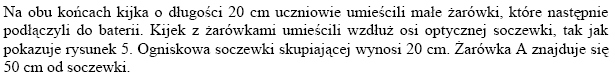 Na obu końcach kijka o długości 20 cm uczniowie umieścili małe żarówki, które następnie
podłączyli do baterii. Kijek z żarówkami umieścili wzdłuż osi optycznej soczewki, tak jak
pokazuje rysunek 5. Ogniskowa soczewki skupiającej wynosi 20 cm. Żarówka A znajduje się
50 cm od soczewki.